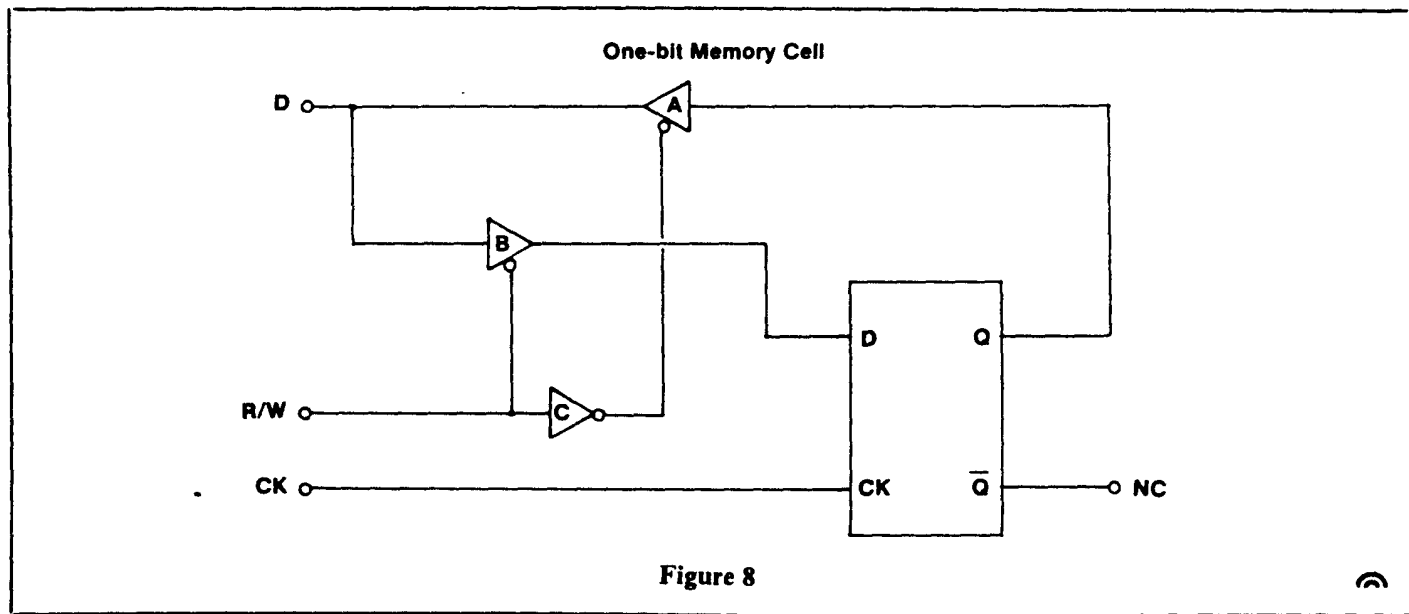 One-bit Memory Cell
D
A
B
D
Q
R/W
C
CK
CK
Q̅
NC
Figure 8